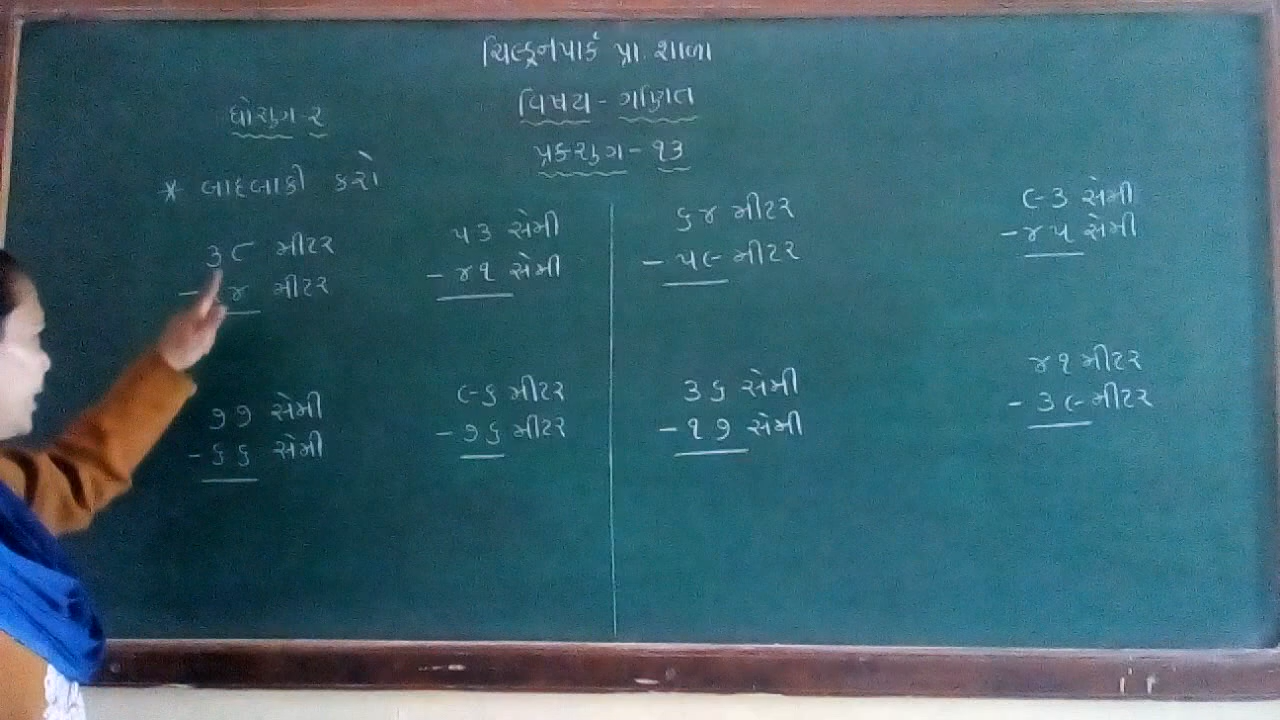 ચિલ્ડ્રનપાર્ક પ્રા. શાળા
વિષય - ગણિત
ધોરણ - ૨
પ્રકરણ - ૧૩
* બાદબાકી કરો
૩૮ મીટર
૪ મીટર
૫૩ સેમી
- ૪૧ સેમી
૬૪ મીટર
- ૫૯ મીટર
૯૩ સેમી
- ૪૫ સેમી
૭૭ સેમી
- ૬૬ સેમી
૯૬ મીટર
- ૭૬ મીટર
૩૬ સેમી
- ૧૭ સેમી
૪૧ મીટર
- ૩૯ મીટર